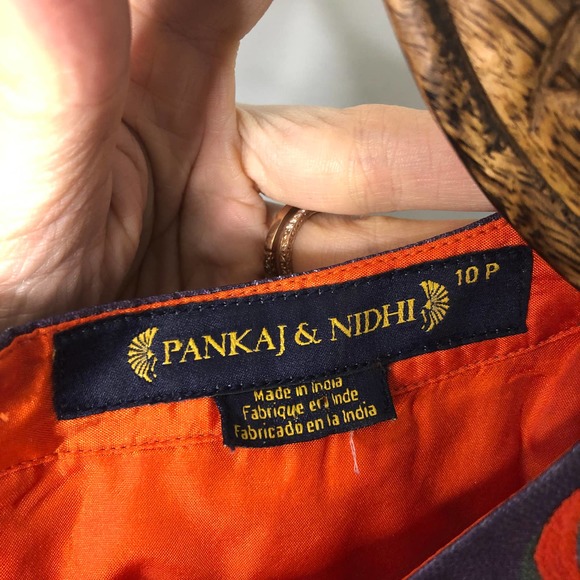 10 P
PANKAJ & NIDHI
Made in India
Fabrique en Inde
Fabricado en la India